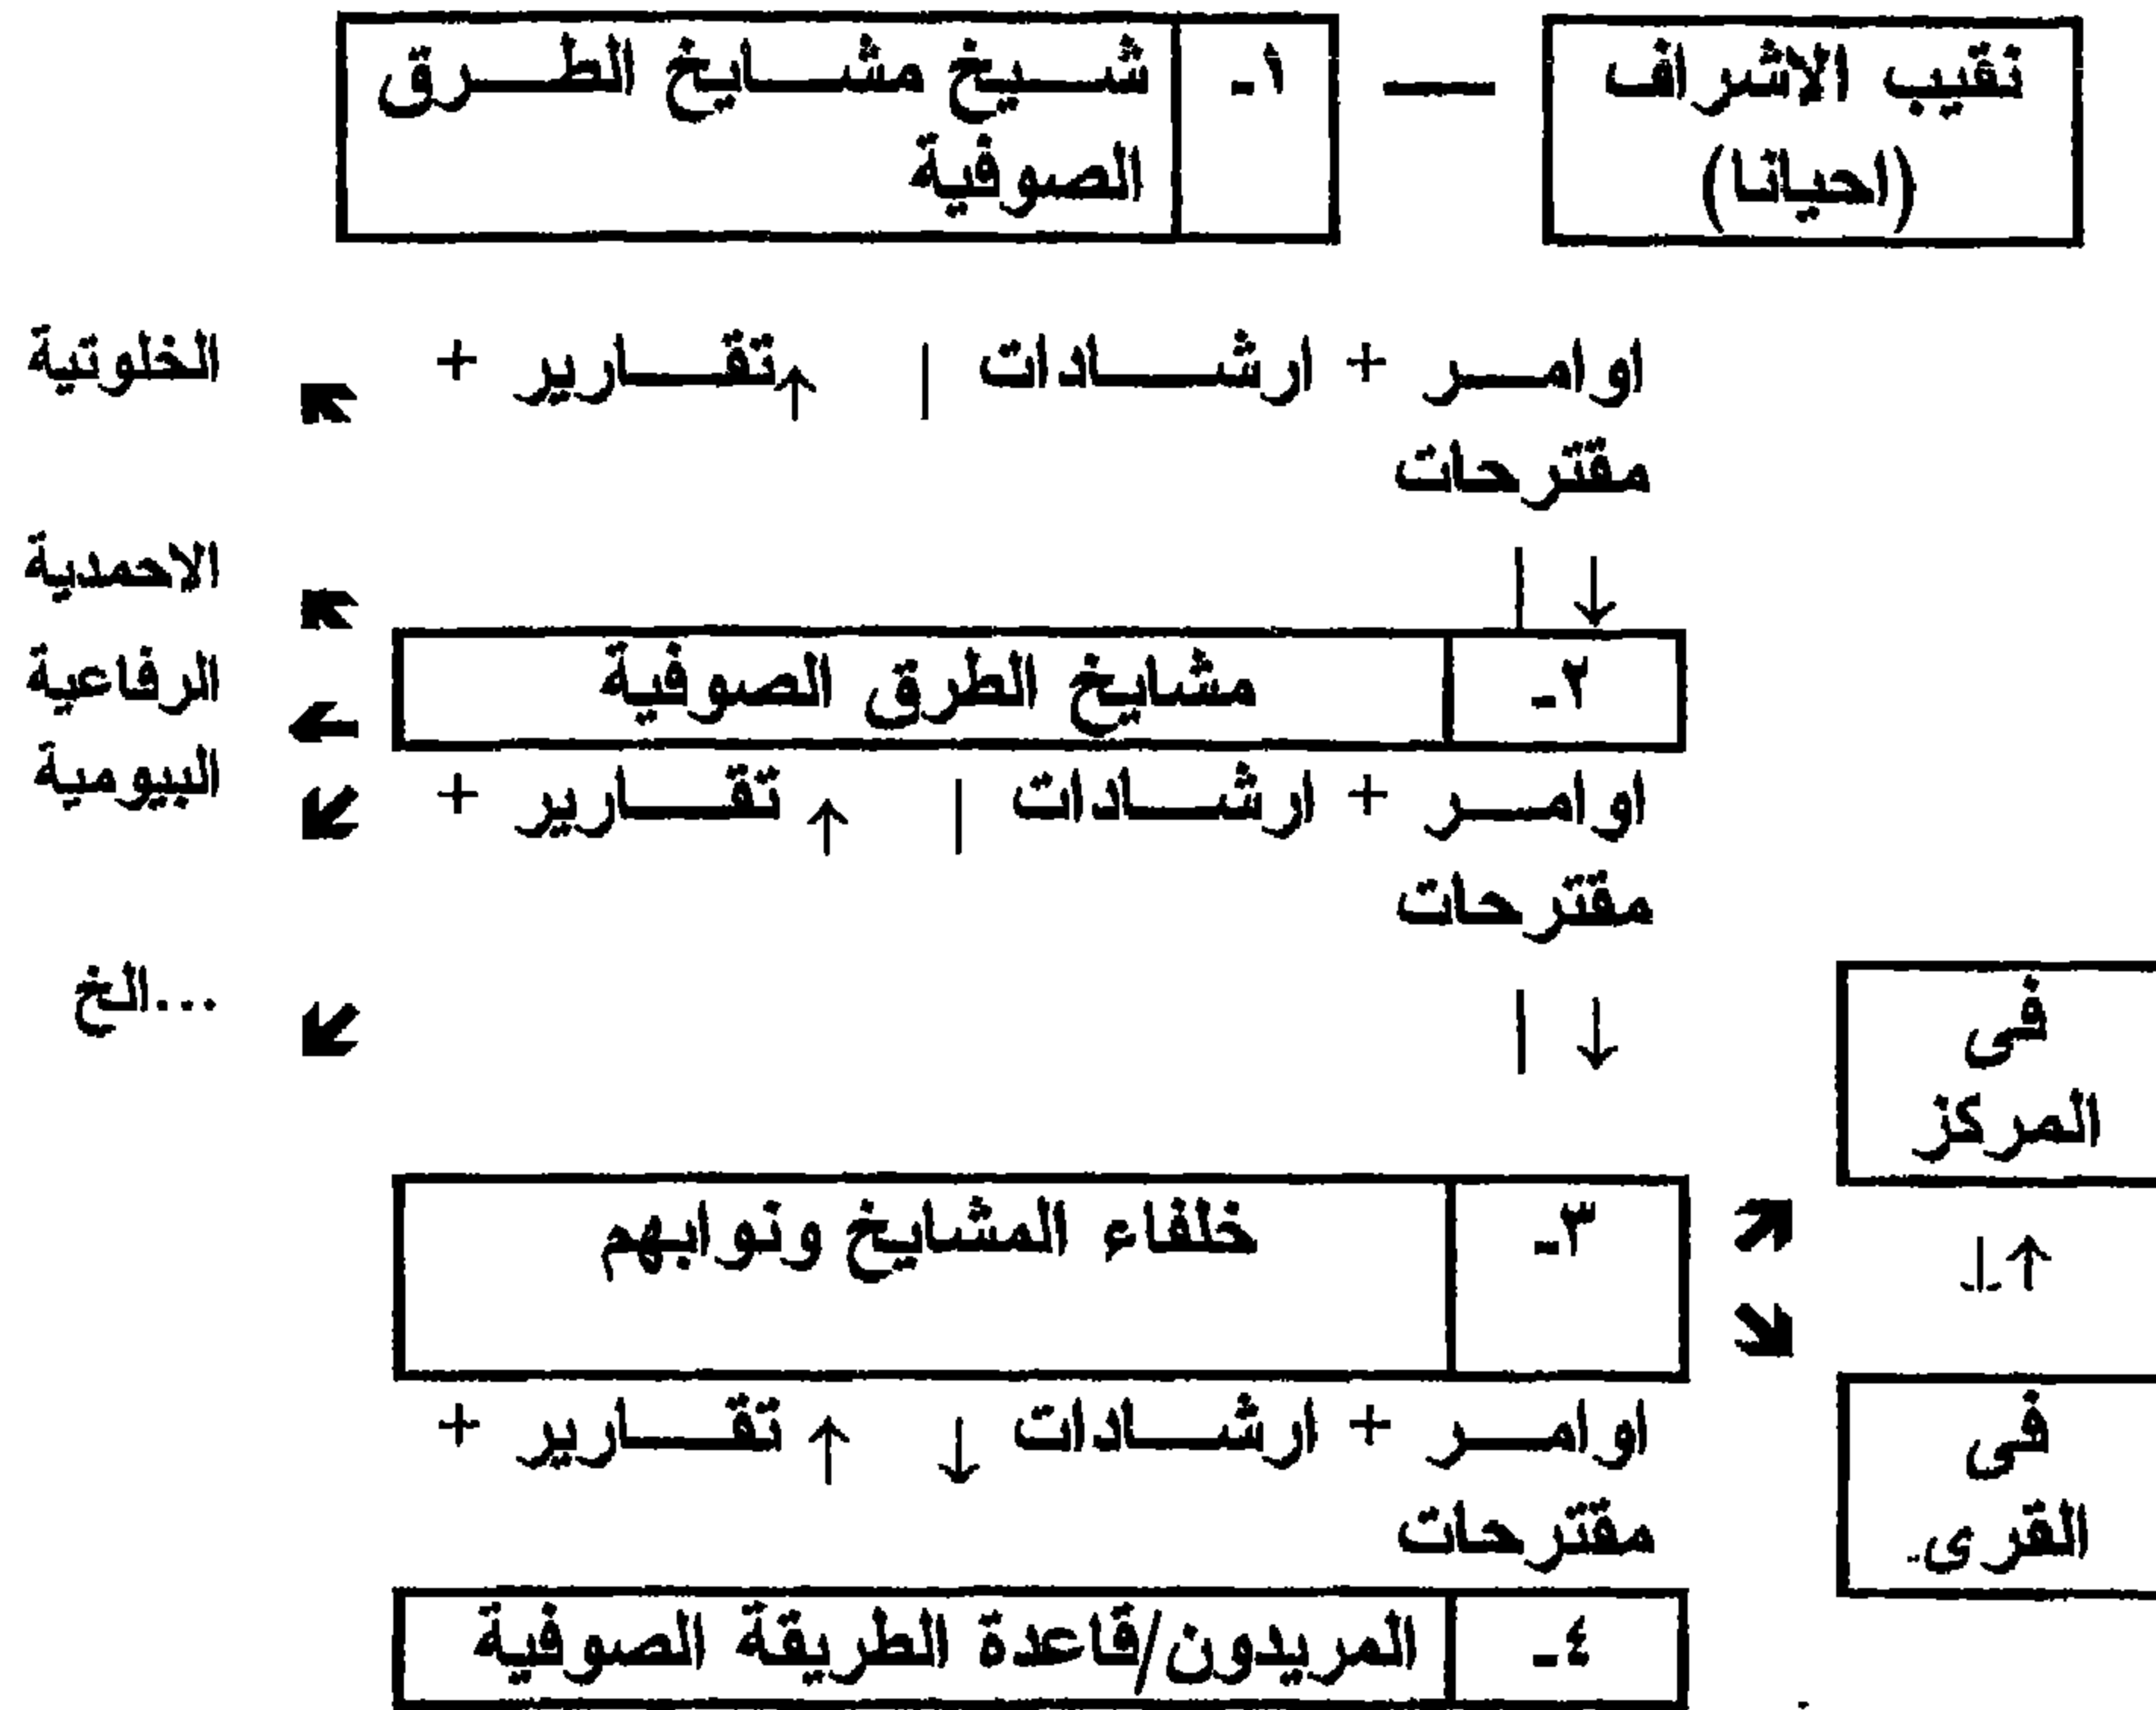 نقيب الاشراف
(احيانا)
١-
شيخ مشايخ الطرق
الصوفية
اوامر + ارشادات | ↑ تقارير +
مقترحات
| ↓
الخلوتية
الاحمدية
الرفاعية
البيومية
...الخ
٢- مشايخ الطرق الصوفية
اوامر + ارشادات | ↑ تقارير +
مقترحات
| ↓
فى
المركز
٣- خلفاء المشايخ ونوابهم
فى
القرى
اوامر + ارشادات ↓ ↑ تقارير +
مقترحات
٤- المريدون/قاعدة الطريقة الصوفية